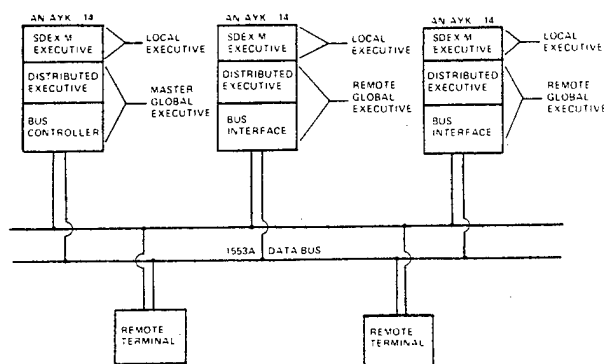 AN AYK 14
SDEX M
EXECUTIVE
LOCAL
EXECUTIVE
DISTRIBUTED
EXECUTIVE
MASTER
GLOBAL
EXECUTIVE
BUS
CONTROLLER
AN AYK 14
SDEX M
EXECUTIVE
LOCAL
EXECUTIVE
DISTRIBUTED
EXECUTIVE
REMOTE
GLOBAL
EXECUTIVE
BUS
INTERFACE
AN AYK 14
SDEX M
EXECUTIVE
LOCAL
EXECUTIVE
DISTRIBUTED
EXECUTIVE
REMOTE
GLOBAL
EXECUTIVE
BUS
INTERFACE
1553A DATA BUS
REMOTE
TERMINAL
REMOTE
TERMINAL